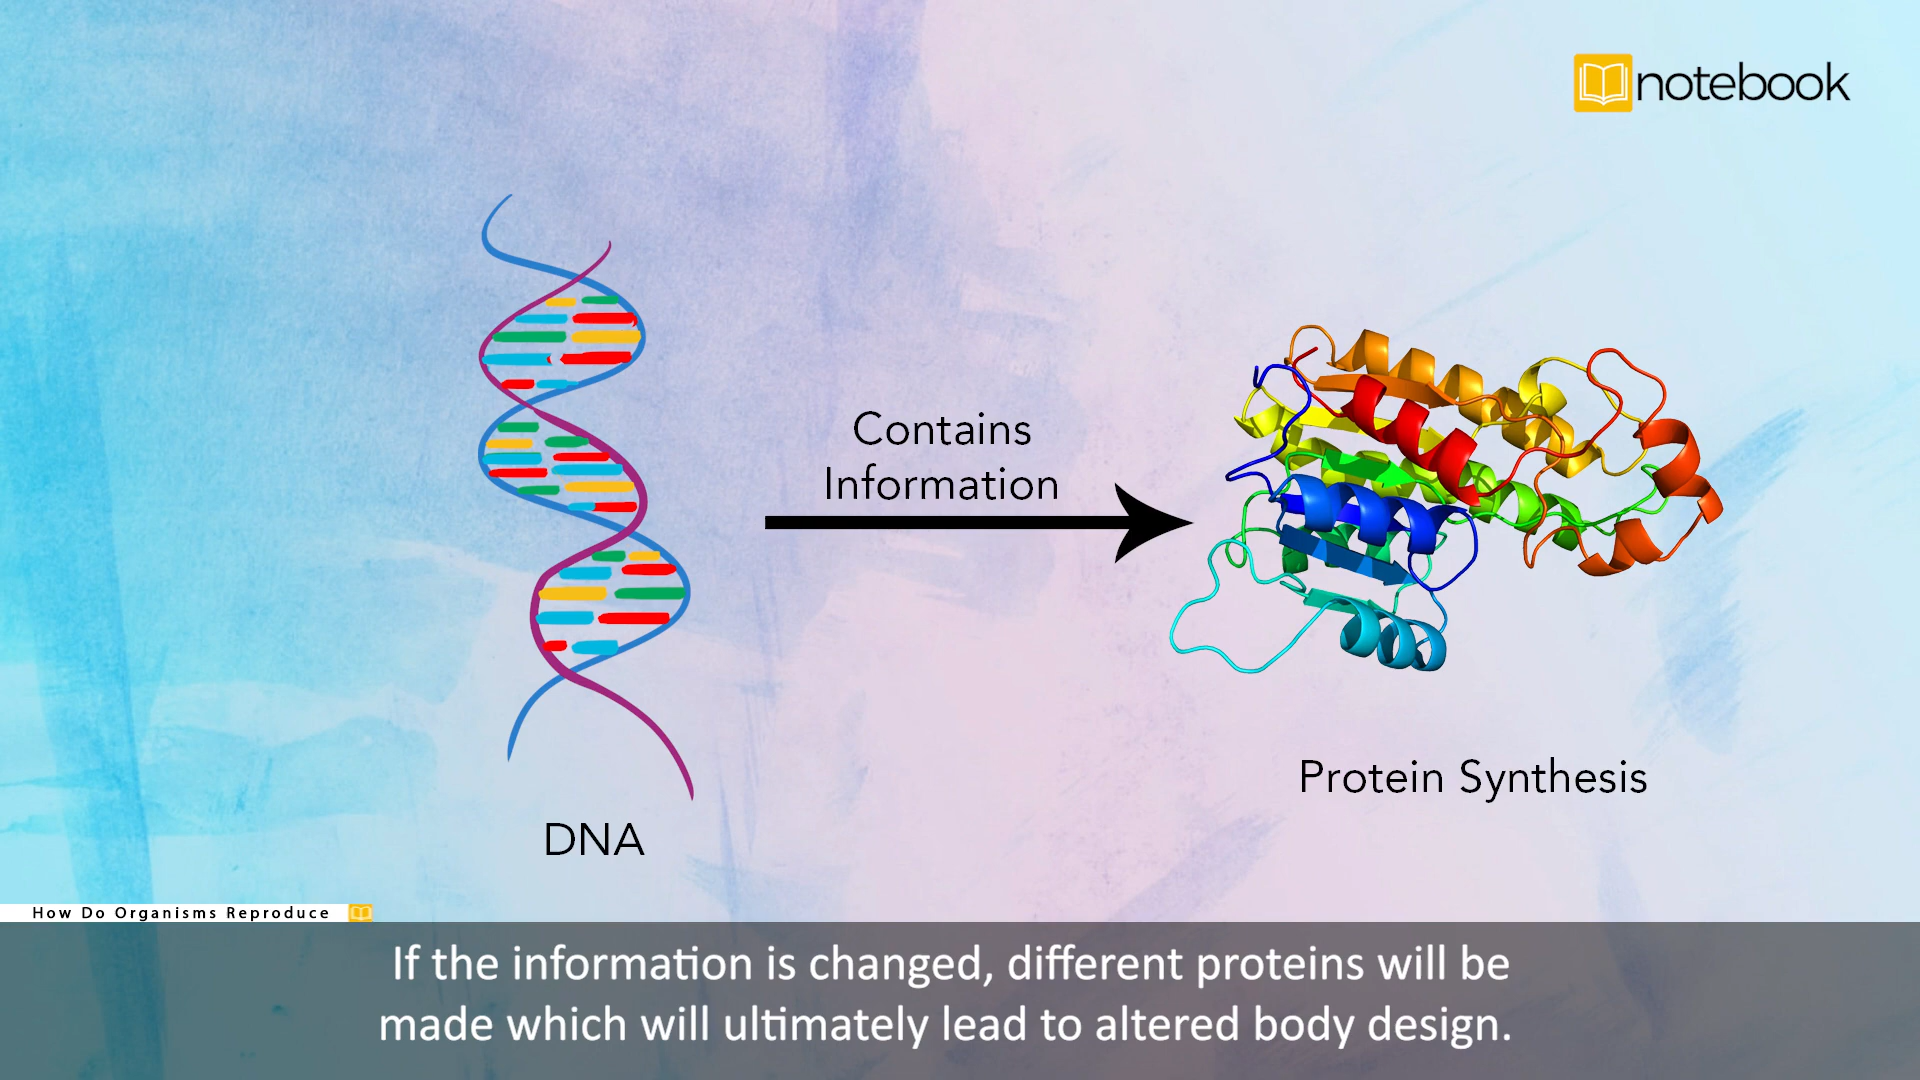 notebook
Contains
Information
Protein Synthesis
DNA
How Do Organisms Reproduce
If the information is changed, different proteins will be
made which will ultimately lead to altered body design.